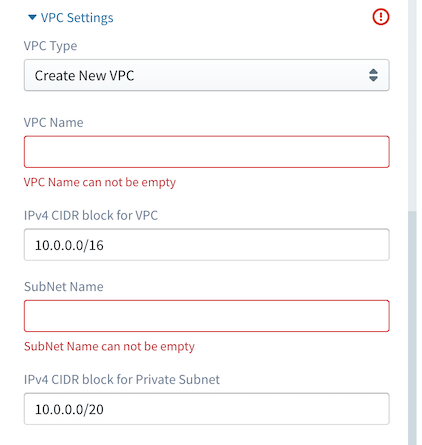 VPC Settings
VPC Type
Create New VPC
VPC Name
VPC Name can not be empty
IPv4 CIDR block for VPC
10.0.0.0/16
SubNet Name
SubNet Name can not be empty
IPv4 CIDR block for Private Subnet
10.0.0.0/20